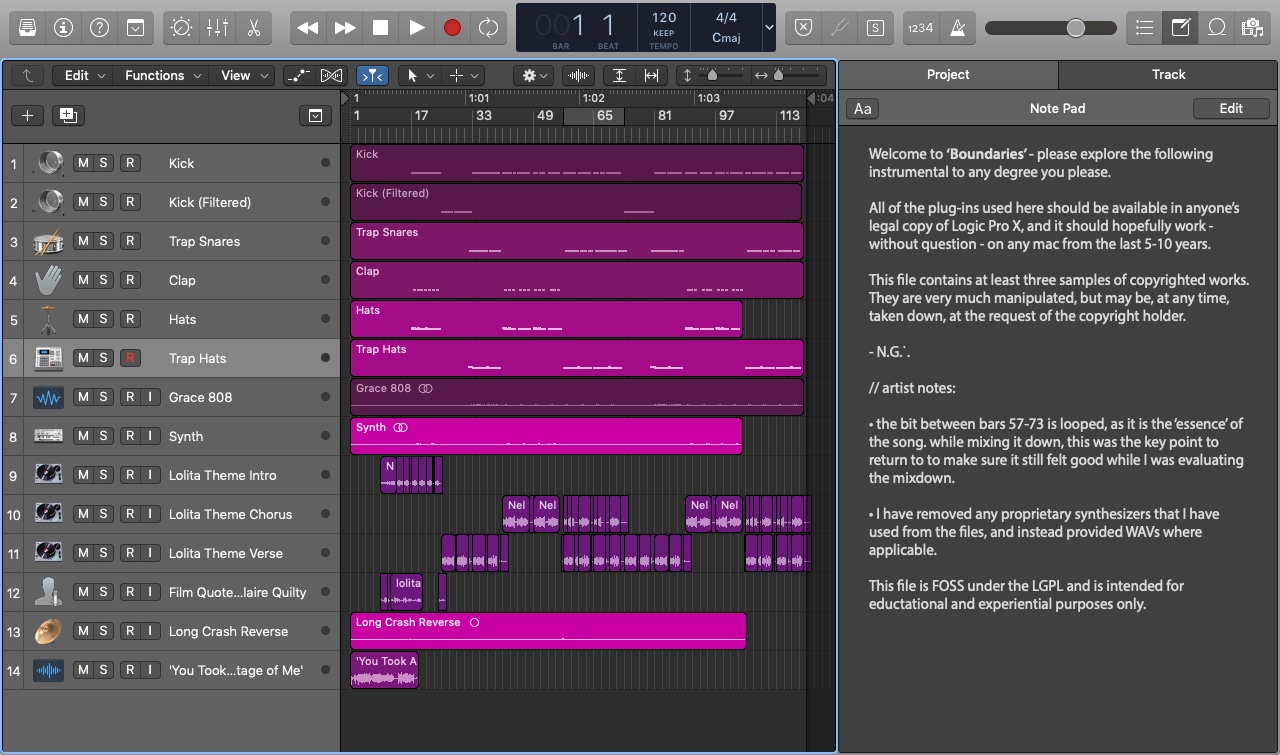 001 1
BAR BEAT
120
KEEP
TEMPO
4/4
Cmaj
S
1234
Edit Functions View
1 1:01 1:02 1:03 1:04
1 17 33 49 65 81 97 113
1 M S R Kick
2 M S R Kick (Filtered)
3 M S R Trap Snares
4 M S R Clap
5 M S R Hats
6 M S R Trap Hats
7 M S R I Grace 808
8 M S R I Synth
9 M S R I Lolita Theme Intro
10 M S R I Lolita Theme Chorus
11 M S R I Lolita Theme Verse
12 M S R I Film Quote...laire Quilty
13 M S R I Long Crash Reverse
14 M S R I 'You Took...tage of Me'
Kick
Kick (Filtered)
Trap Snares
Clap
Hats
Trap Hats
Grace 808
Synth
N
Nel Nel Nel Nel
lolita
Long Crash Reverse
'You Took A
Project Track
Aa Note Pad Edit
Welcome to ‘Boundaries’ - please explore the following
instrumental to any degree you please.
All of the plug-ins used here should be available in anyone’s
legal copy of Logic Pro X, and it should hopefully work -
without question - on any mac from the last 5-10 years.
This file contains at least three samples of copyrighted works.
They are very much manipulated, but may be, at any time,
taken down, at the request of the copyright holder.
- N.G.∴
// artist notes:
• the bit between bars 57-73 is looped, as it is the ‘essence’ of
the song. while mixing it down, this was the key point to
return to to make sure it still felt good while I was evaluating
the mixdown.
• I have removed any proprietary synthesizers that I have
used from the files, and instead provided WAVs where
applicable.
This file is FOSS under the LGPL and is intended for
eductational and experiential purposes only.